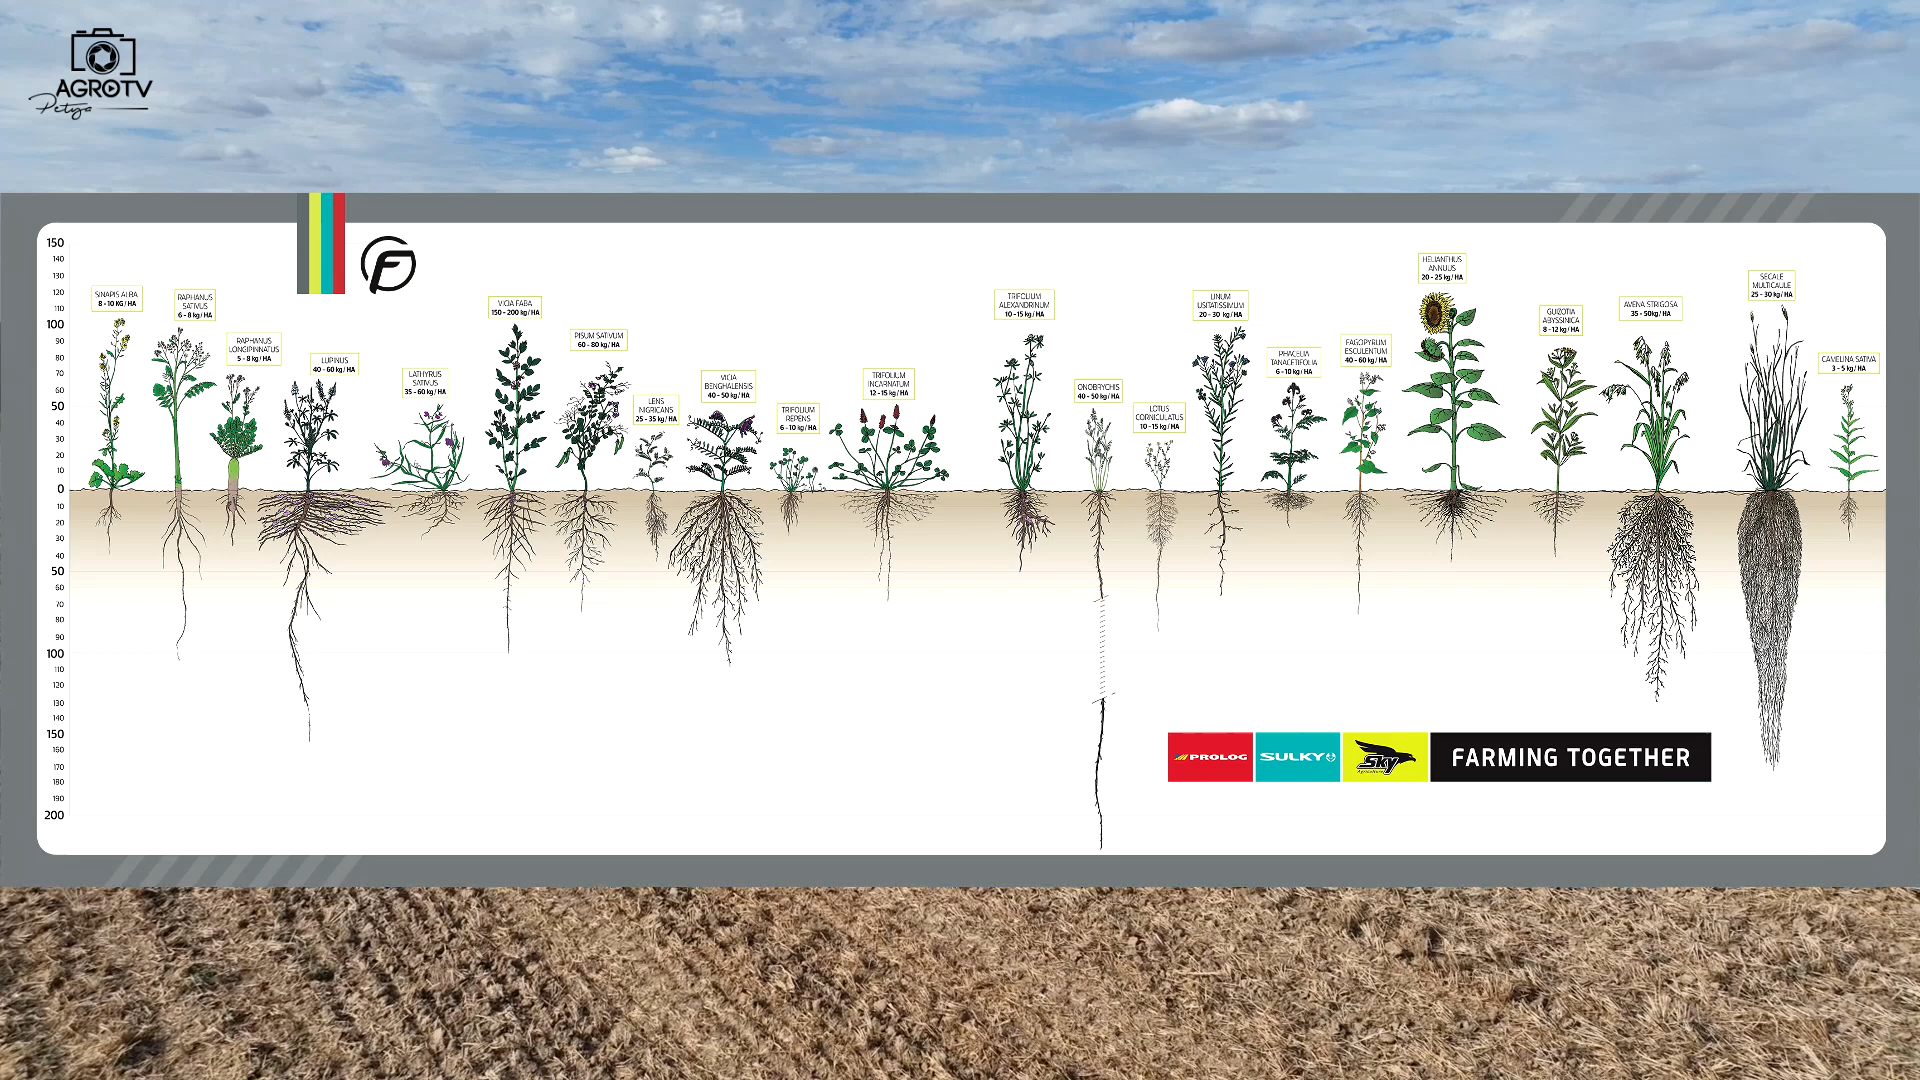 AGROTV
Petya
150
140
130
120
110
100
90
80
70
60
50
40
30
20
10
0
10
20
30
40
50
60
70
80
90
100
110
120
130
140
150
160
170
180
190
200
F
SINAPIS ALBA
8 - 10 KG / HA
RAPHANUS
SATIVUS
6 - 8 kg / HA
RAPHANUS
LONGIPINNATUS
5 - 8 kg / HA
LUPINUS
40 - 60 kg / HA
LATHYRUS
SATIVUS
35 - 60 kg / HA
VICIA FABA
150 - 200 kg / HA
PISUM SATIVUM
60 - 80 kg / HA
LENS
NIGRICANS
25 - 35 kg / HA
VICIA
BENGHALENSIS
40 - 50 kg / HA
TRIFOLIUM
REPENS
6 - 10 kg / HA
TRIFOLIUM
INCARNATUM
12 - 15 kg / HA
TRIFOLIUM
ALEXANDRINUM
10 - 15 kg / HA
ONOBRYCHIS
40 - 50 kg / HA
LOTUS
CORNICULATUS
10 - 15 kg / HA
LINUM
USITATISSIMUM
20 - 30 kg / HA
PHACELIA
TANACETIFOLIA
6 - 10 kg / HA
FAGOPYRUM
ESCULENTUM
40 - 60 kg / HA
HELIANTHUS
ANNUUS
20 - 25 kg / HA
GUIZOTIA
ABYSSINICA
8 - 12 kg / HA
AVENA STRIGOSA
35 - 50kg / HA
SECALE
MULTICAULE
25 - 30 kg / HA
CAMELINA SATIVA
3 - 5 kg / HA
PROLOG
SULKY
Sky
Agriculture
FARMING TOGETHER